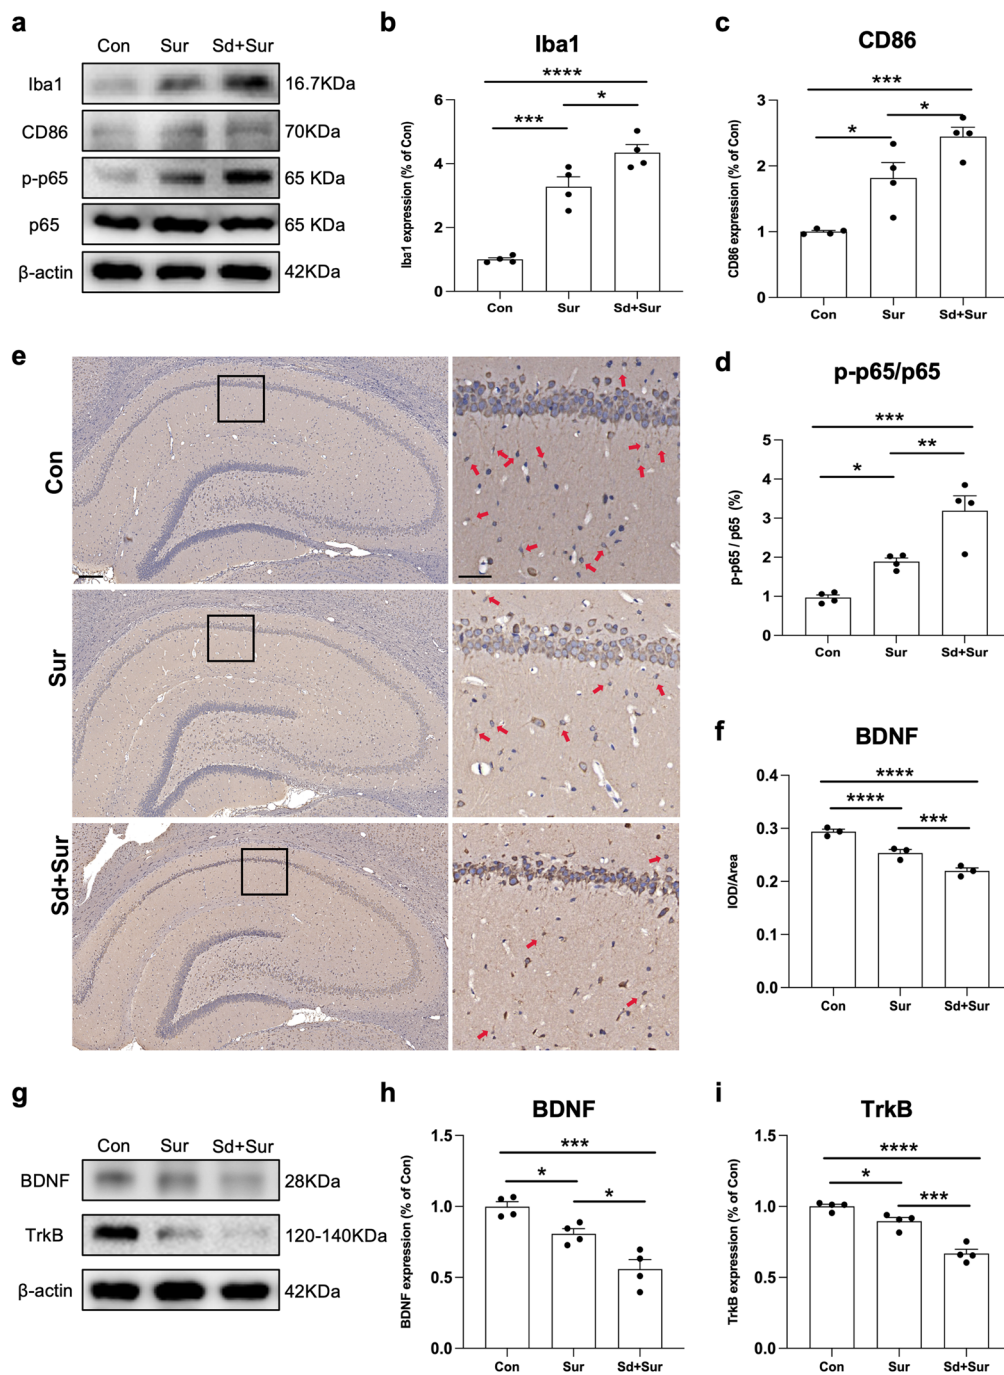 a
Con Sur Sd+Sur
Iba1 16.7KDa
CD86 70KDa
p-p65 65 KDa
p65 65 KDa
β-actin 42KDa
b
Iba1
****
*
***
Iba1 expression (% of Con)
6
4
2
0
Con Sur Sd+Sur
c
CD86
***
*
*
CD86 expression (% of Con)
3
2
1
0
Con Sur Sd+Sur
d
p-p65/p65
***
**
*
p-p65 / p65 (%)
5
4
3
2
1
0
Con Sur Sd+Sur
e
Con
Sur
Sd+Sur
f
BDNF
****
****
***
IOD/Area
0.4
0.3
0.2
0.1
0.0
Con Sur Sd+Sur
g
Con Sur Sd+Sur
BDNF 28KDa
TrkB 120-140KDa
β-actin 42KDa
h
BDNF
***
*
*
BDNF expression (% of Con)
1.5
1.0
0.5
0.0
Con Sur Sd+Sur
i
TrkB
****
*
***
TrkB expression (% of Con)
1.5
1.0
0.5
0.0
Con Sur Sd+Sur